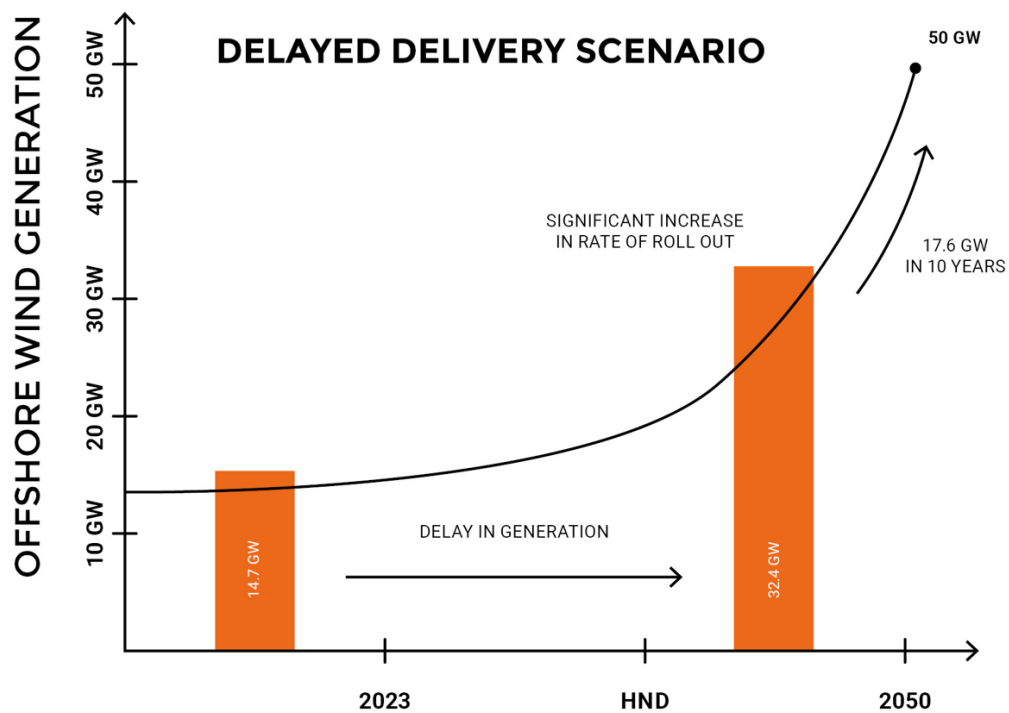 DELAYED DELIVERY SCENARIO
OFFSHORE WIND GENERATION
50 GW
40 GW
30 GW
20 GW
10 GW
50 GW
SIGNIFICANT INCREASE
IN RATE OF ROLL OUT
17.6 GW
IN 10 YEARS
DELAY IN GENERATION
14.7 GW
32.4 GW
2023
HND
2050